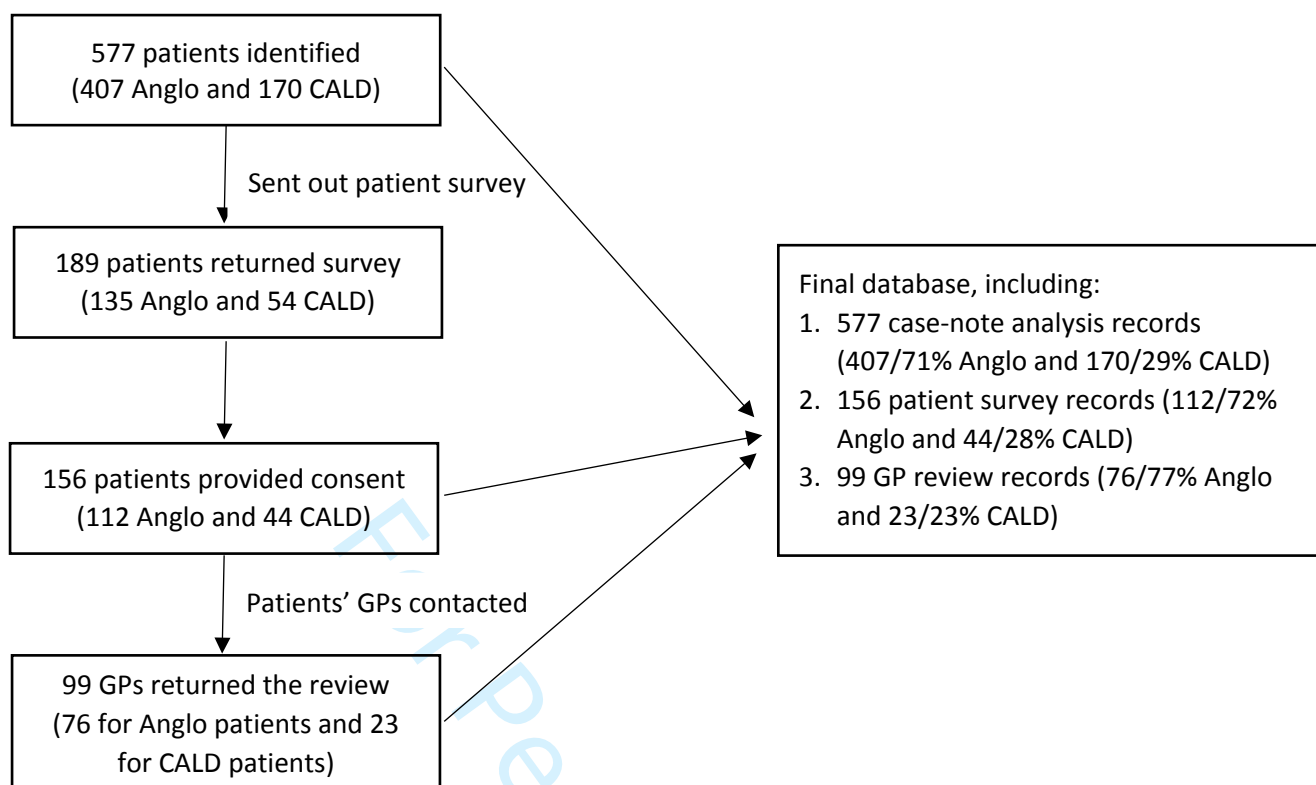 577 patients identified
(407 Anglo and 170 CALD)
Sent out patient survey
189 patients returned survey
(135 Anglo and 54 CALD)
156 patients provided consent
(112 Anglo and 44 CALD)
Patients’ GPs contacted
99 GPs returned the review
(76 for Anglo patients and 23
for CALD patients)
Final database, including:
1. 577 case-note analysis records
(407/71% Anglo and 170/29% CALD)
2. 156 patient survey records (112/72%
Anglo and 44/28% CALD)
3. 99 GP review records (76/77% Anglo
and 23/23% CALD)
For Pe